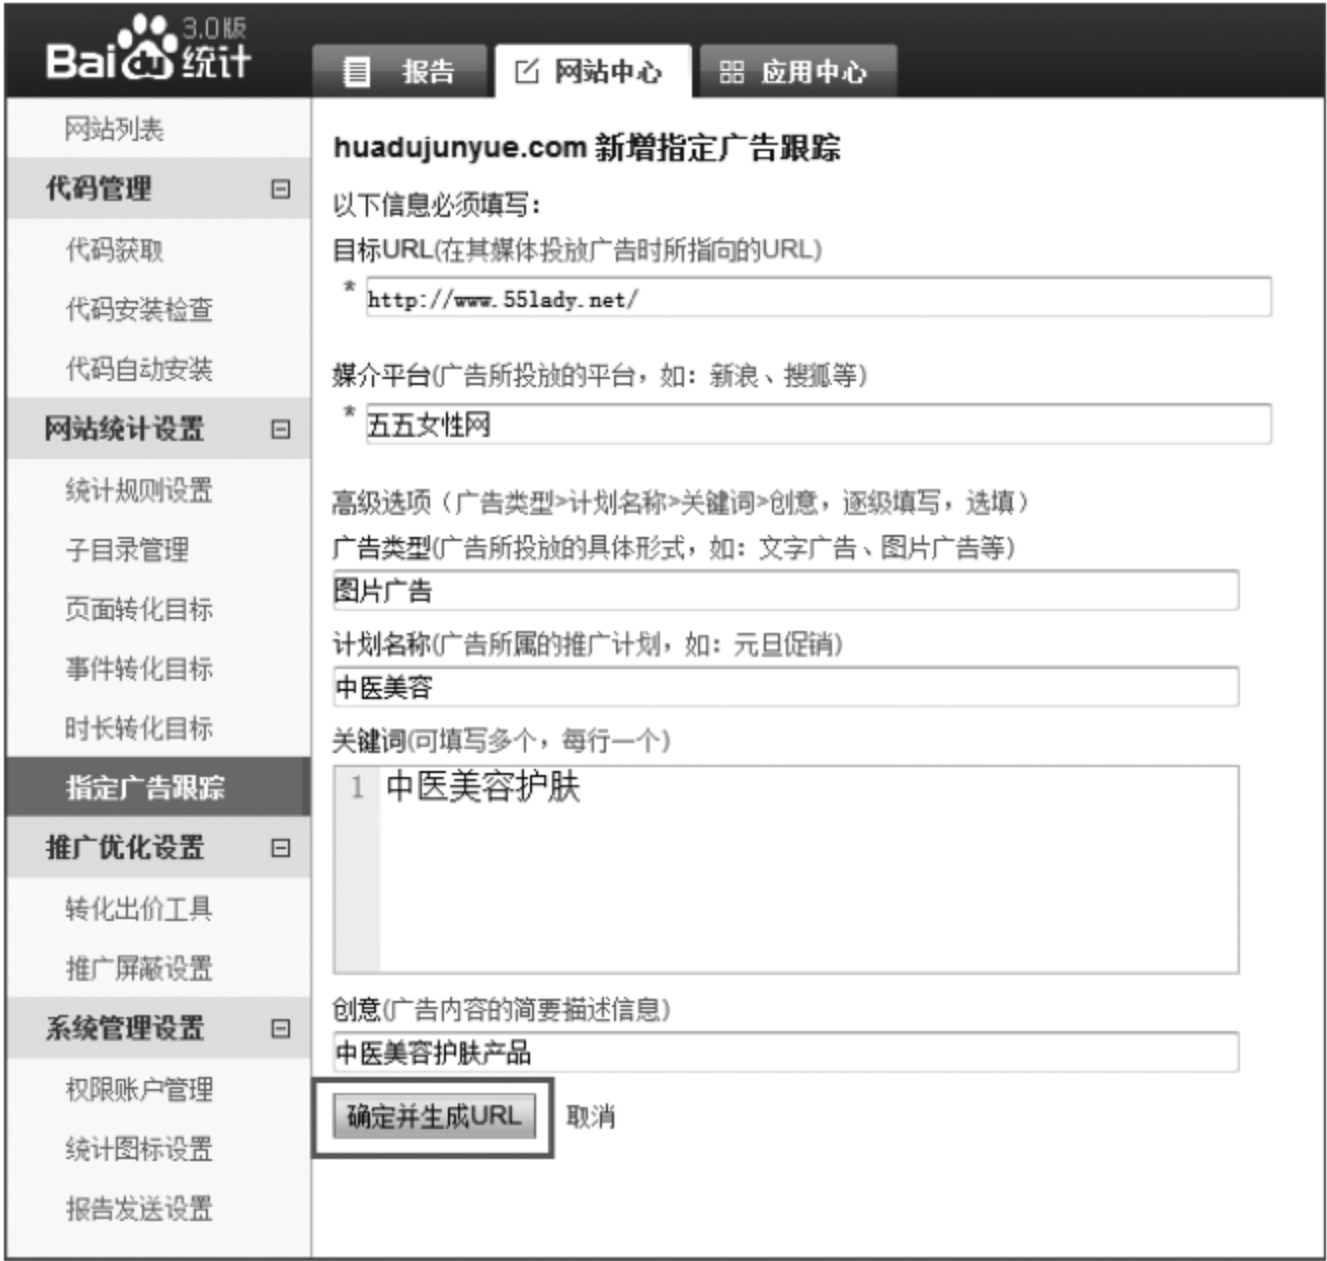 Baidu 统计 3.0版
报告
网站中心
应用中心
网站列表
代码管理
代码获取
代码安装检查
代码自动安装
网站统计设置
统计规则设置
子目录管理
页面转化目标
事件转化目标
时长转化目标
指定广告跟踪
推广优化设置
转化出价工具
推广屏蔽设置
系统管理设置
权限账户管理
统计图标设置
报告发送设置
huadujunyue.com 新增指定广告跟踪
以下信息必须填写：
目标URL(在其媒体投放广告时所指向的URL)
* http://www.55lady.net/
媒介平台(广告所投放的平台，如：新浪、搜狐等)
* 五五女性网
高级选项（广告类型>计划名称>关键词>创意，逐级填写，选填）
广告类型(广告所投放的具体形式，如：文字广告、图片广告等)
图片广告
计划名称(广告所属的推广计划，如：元旦促销)
中医美容
关键词(可填写多个，每行一个)
1 中医美容护肤
创意(广告内容的简要描述信息)
中医美容护肤产品
确定并生成URL 取消